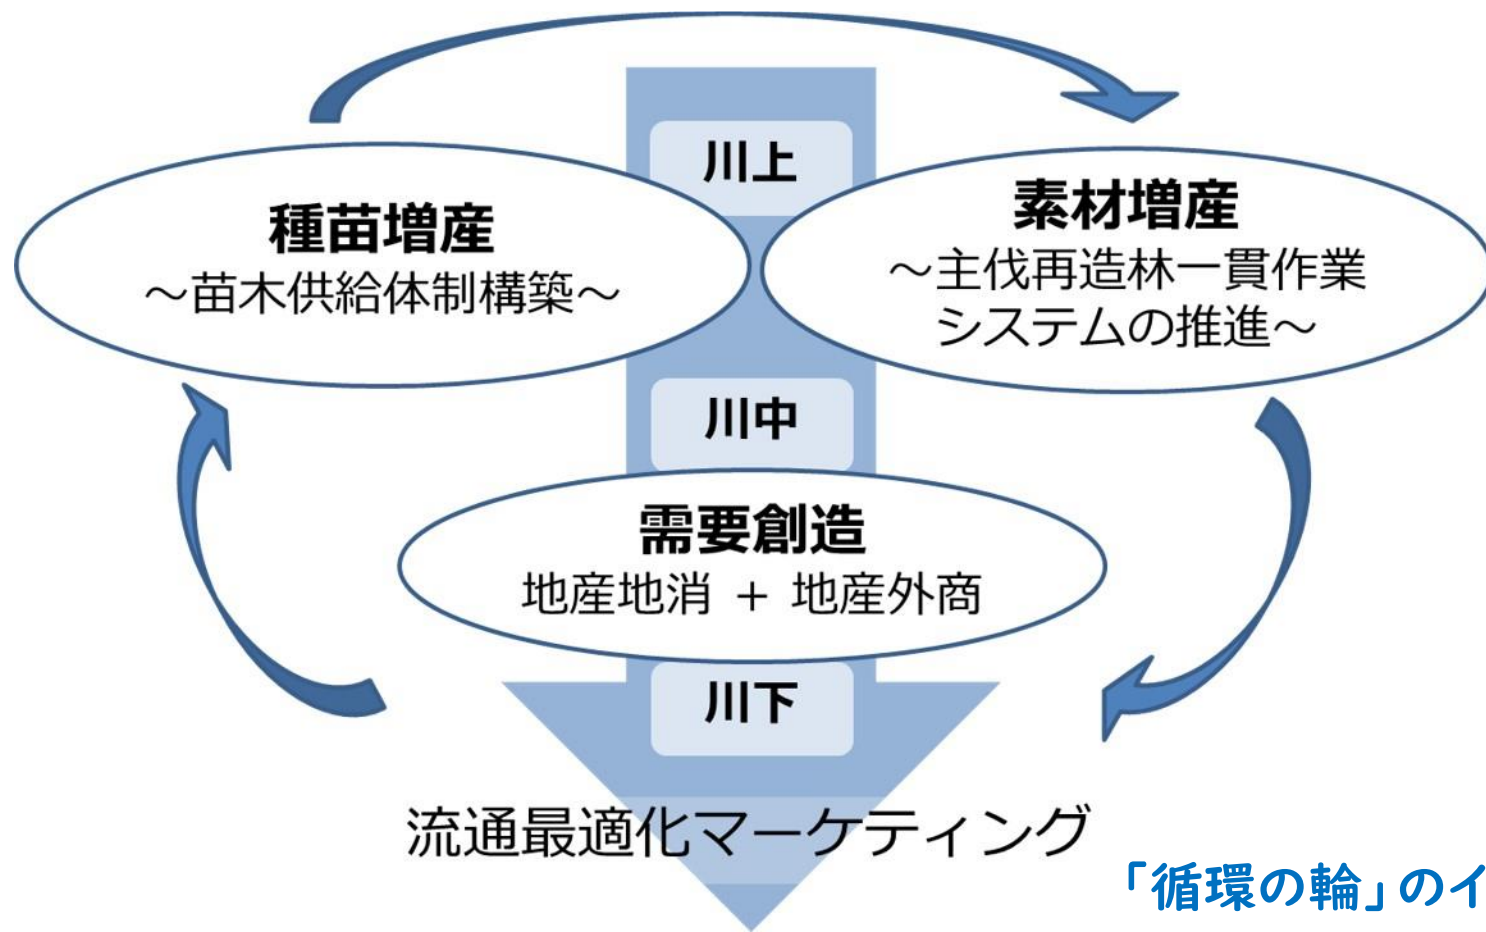 川上
種苗増産
～苗木供給体制構築～
素材増産
～主伐再造林一貫作業
システムの推進～
川中
需要創造
地産地消 + 地産外商
川下
流通最適化マーケティング
「循環の輪」のイ